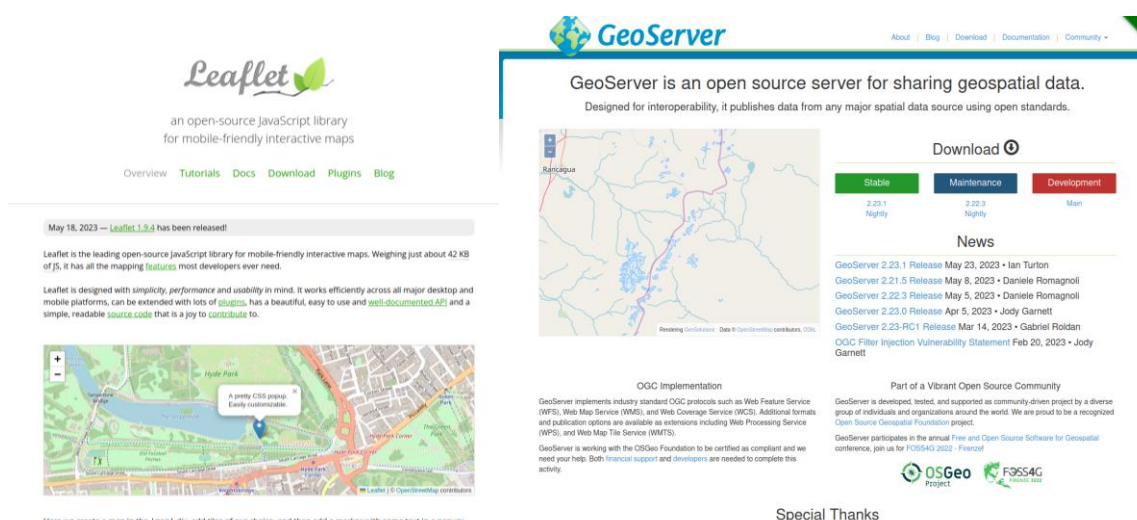 Leaflet
an open-source JavaScript library
for mobile-friendly interactive maps
Overview Tutorials Docs Download Plugins Blog
May 18, 2023 — Leaflet 1.9.4 has been released!
Leaflet is the leading open-source JavaScript library for mobile-friendly interactive maps. Weighing just about 42 KB
of JS, it has all the mapping features most developers ever need.
Leaflet is designed with simplicity, performance and usability in mind. It works efficiently across all major desktop and
mobile platforms, can be extended with lots of plugins, has a beautiful, easy to use and well-documented API and a
simple, readable source code that is a joy to contribute to.
+
−
Hyde Park
A pretty CSS popup.
Easily customizable.
×
Hyde Park Corner
Knightsbridge
Leaflet | © OpenStreetMap contributors
GeoServer
About | Blog | Download | Documentation | Community
GeoServer is an open source server for sharing geospatial data.
Designed for interoperability, it publishes data from any major spatial data source using open standards.
+
−
Rancagua
Rendering GeoSolutions Data © OpenStreetMap contributors,
Download
Stable Maintenance Development
2.23.1 2.22.3 Main
Nightly Nightly
News
GeoServer 2.23.1 Release May 23, 2023 • Ian Turton
GeoServer 2.21.5 Release May 8, 2023 • Daniele Romagnoli
GeoServer 2.22.3 Release May 5, 2023 • Daniele Romagnoli
GeoServer 2.23.0 Release Apr 5, 2023 • Jody Garnett
GeoServer 2.23-RC1 Release Mar 14, 2023 • Gabriel Roldan
OGC Filter Injection Vulnerability Statement Feb 20, 2023 • Jody
Garnett
OGC Implementation
GeoServer implements industry standard OGC protocols such as Web Feature Service
(WFS), Web Map Service (WMS), and Web Coverage Service (WCS). Additional formats
and publication options are available as extensions including Web Processing Service
(WPS), and Web Map Tile Service (WMTS).
GeoServer is working with the OSGeo Foundation to be certified as compliant and we
need your help. Both financial support and developers are needed to complete this
activity.
Part of a Vibrant Open Source Community
GeoServer is developed, tested, and supported as community-driven project by a diverse
group of individuals and organizations around the world. We are proud to be a recognized
Open Source Geospatial Foundation project.
GeoServer participates in the annual Free and Open Source Software for Geospatial
conference, join us for FOSS4G 2022 - Firenze!
OSGeo
Project
FOSS4G
FIRENZE 2022
Special Thanks